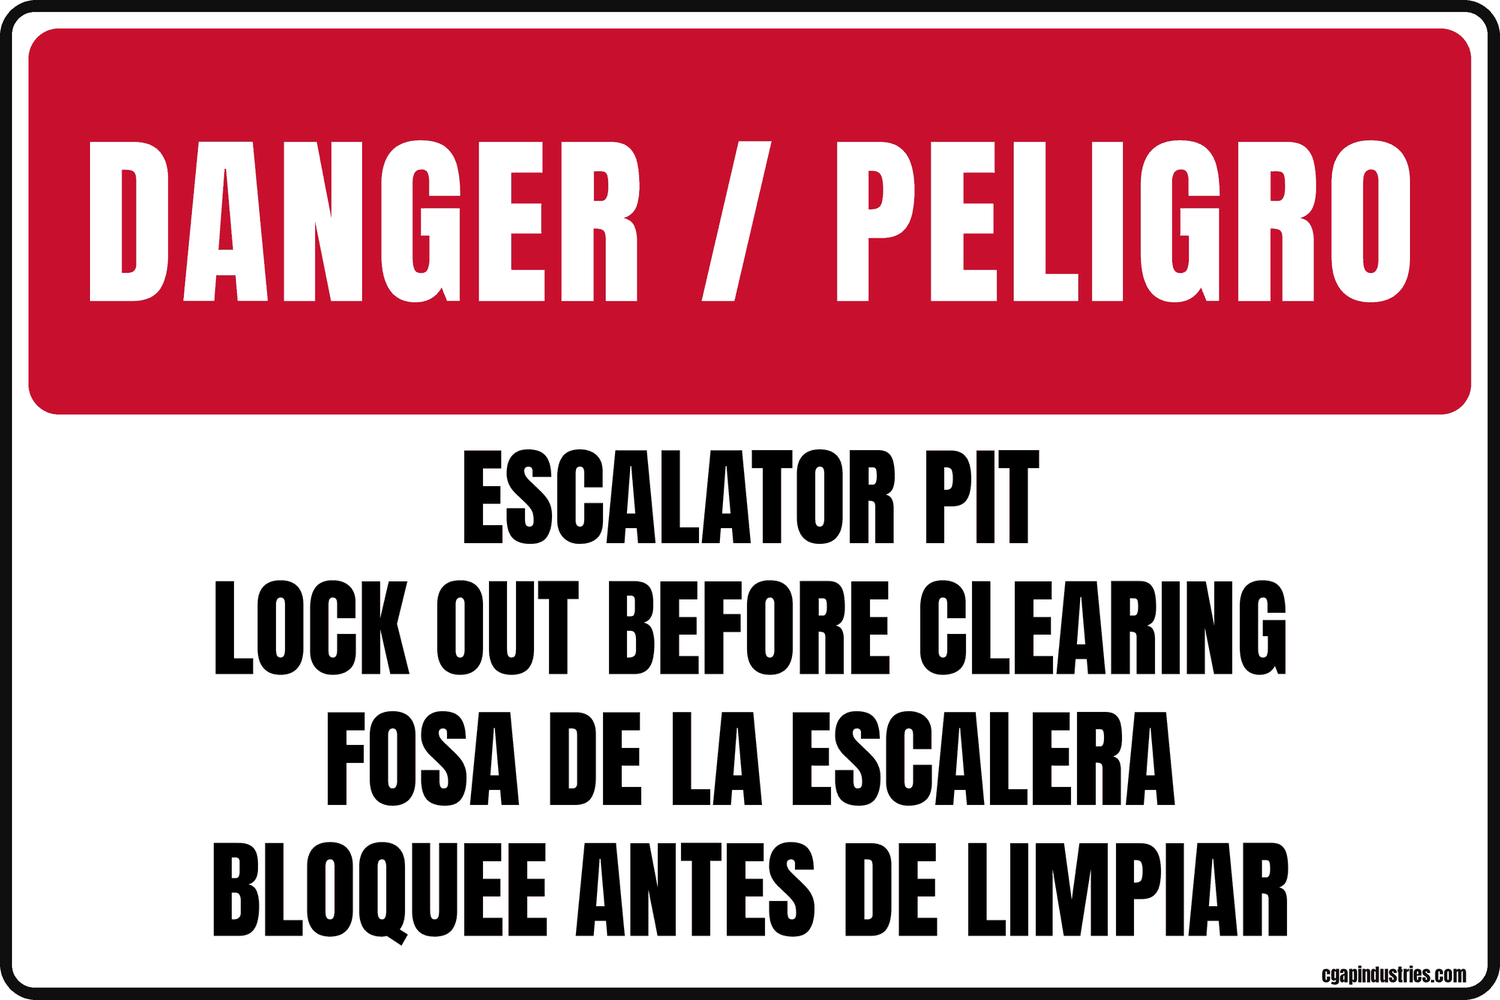 DANGER / PELIGRO
ESCALATOR PIT
LOCK OUT BEFORE CLEARING
FOSA DE LA ESCALERA
BLOQUEE ANTES DE LIMPIAR
cgapindustries.com